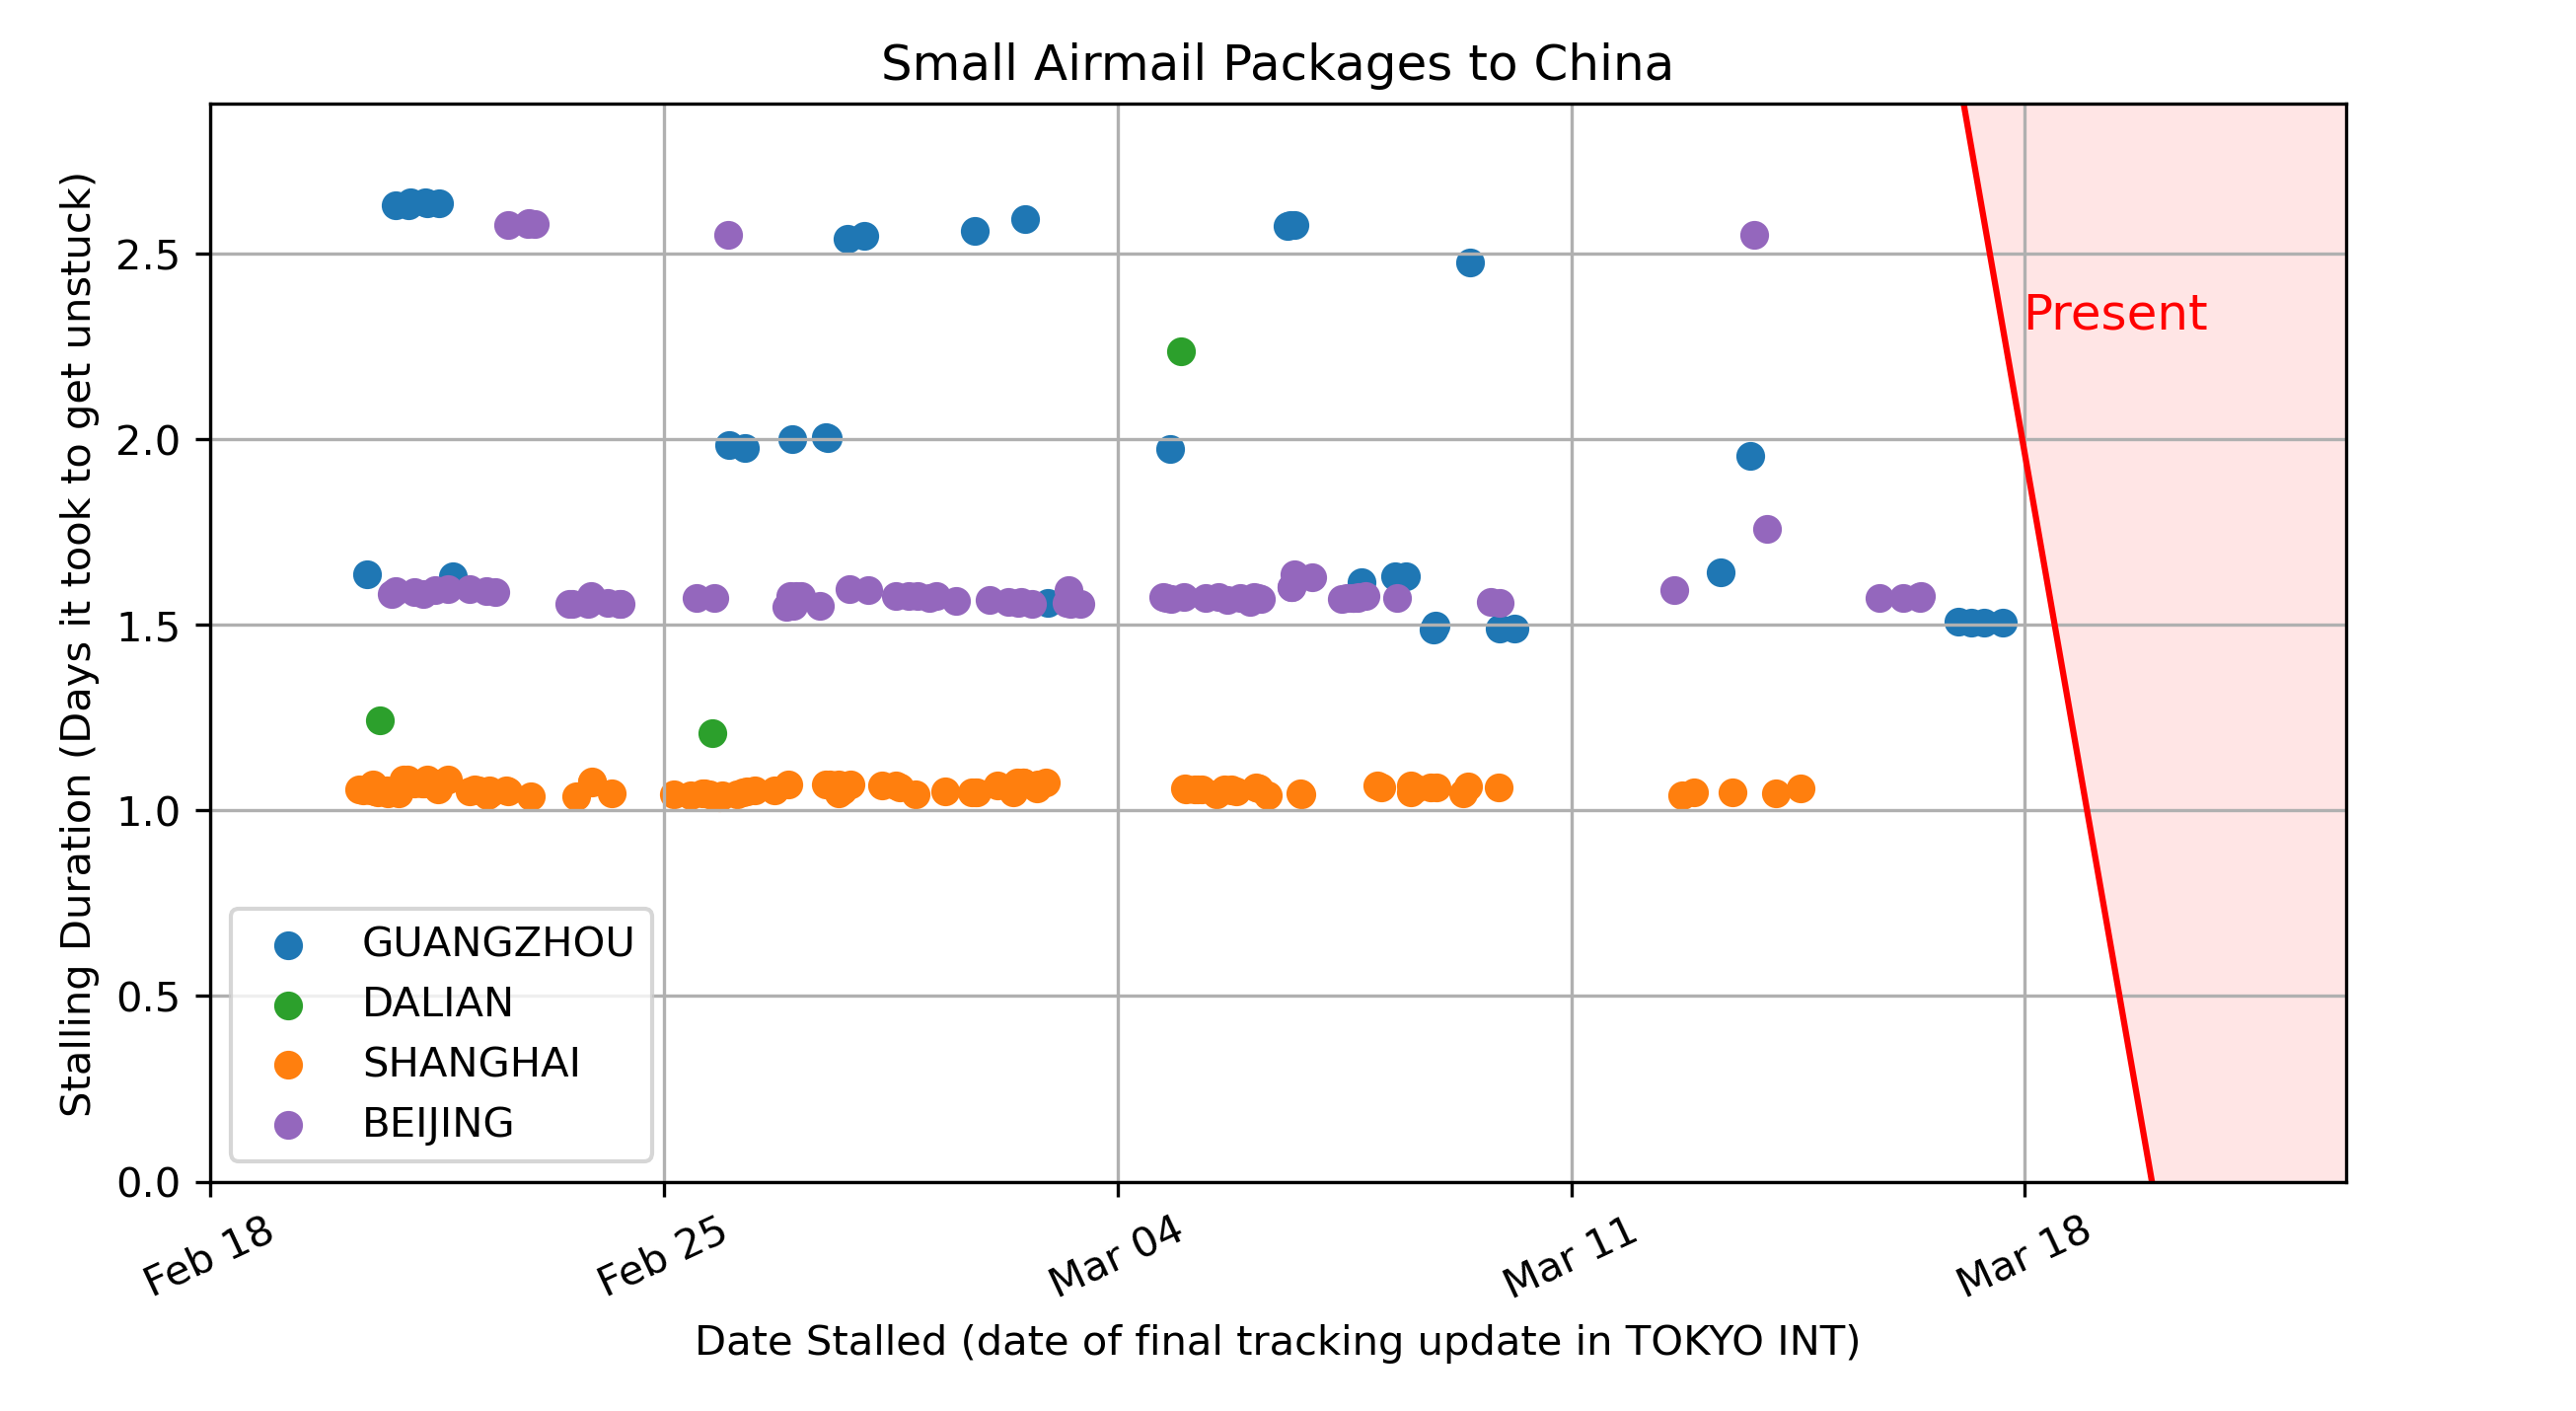 Small Airmail Packages to China
Stalling Duration (Days it took to get unstuck)
2.5
2.0
1.5
1.0
0.5
0.0
Present
GUANGZHOU
DALIAN
SHANGHAI
BEIJING
Feb 18
Feb 25
Mar 04
Mar 11
Mar 18
Date Stalled (date of final tracking update in TOKYO INT)